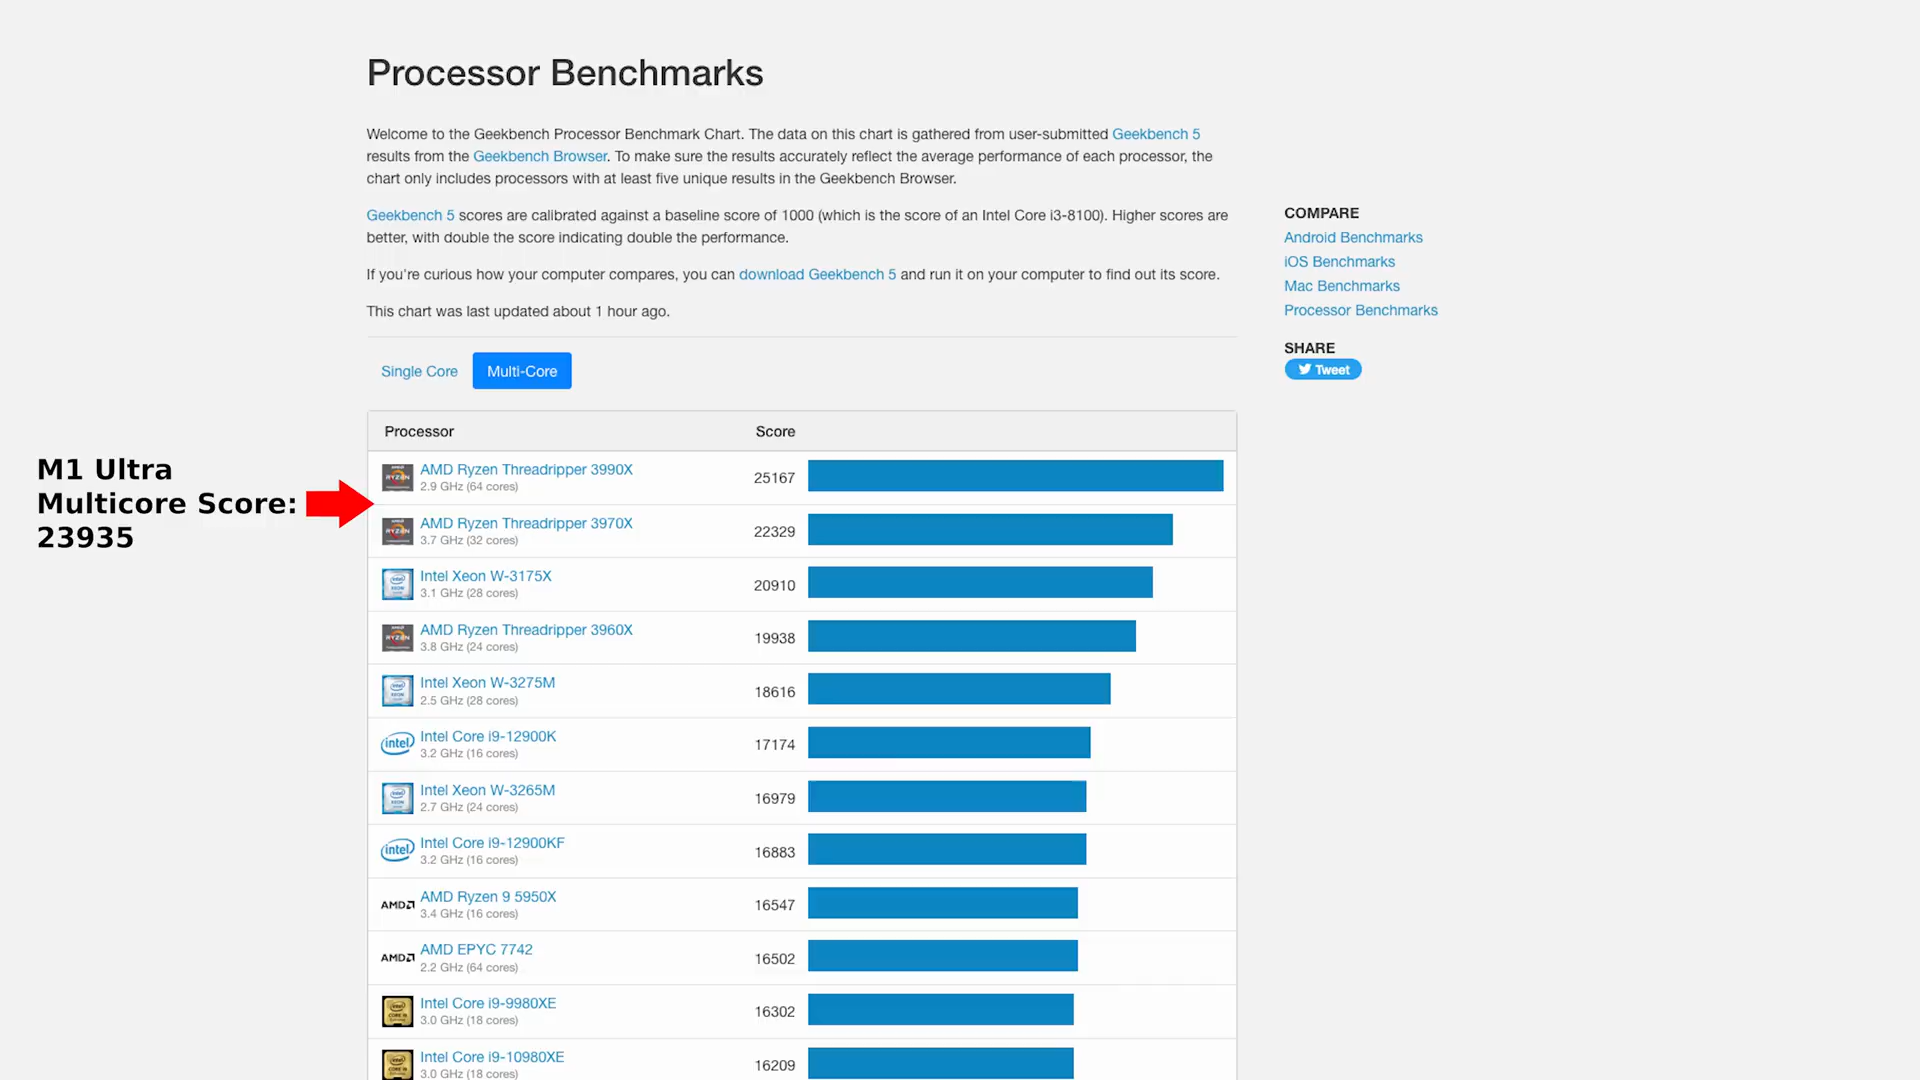 Processor Benchmarks
Welcome to the Geekbench Processor Benchmark Chart. The data on this chart is gathered from user-submitted Geekbench 5
results from the Geekbench Browser. To make sure the results accurately reflect the average performance of each processor, the
chart only includes processors with at least five unique results in the Geekbench Browser.
Geekbench 5 scores are calibrated against a baseline score of 1000 (which is the score of an Intel Core i3-8100). Higher scores are
better, with double the score indicating double the performance.
If you're curious how your computer compares, you can download Geekbench 5 and run it on your computer to find out its score.
This chart was last updated about 1 hour ago.
COMPARE
Android Benchmarks
iOS Benchmarks
Mac Benchmarks
Processor Benchmarks
SHARE
Tweet
Single Core Multi-Core
M1 Ultra
Multicore Score:
23935
Processor Score
AMD Ryzen Threadripper 3990X 25167
2.9 GHz (64 cores)
AMD Ryzen Threadripper 3970X 22329
3.7 GHz (32 cores)
Intel Xeon W-3175X 20910
3.1 GHz (28 cores)
AMD Ryzen Threadripper 3960X 19938
3.8 GHz (24 cores)
Intel Xeon W-3275M 18616
2.5 GHz (28 cores)
intel Intel Core i9-12900K 17174
3.2 GHz (16 cores)
Intel Xeon W-3265M 16979
2.7 GHz (24 cores)
intel Intel Core i9-12900KF 16883
3.2 GHz (16 cores)
AMD AMD Ryzen 9 5950X 16547
3.4 GHz (16 cores)
AMD AMD EPYC 7742 16502
2.2 GHz (64 cores)
Intel Core i9-9980XE 16302
3.0 GHz (18 cores)
Intel Core i9-10980XE 16209
3.0 GHz (18 cores)